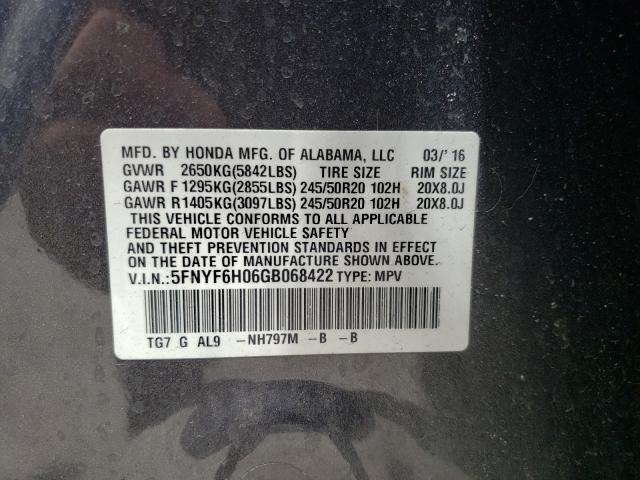 MFD. BY HONDA MFG. OF ALABAMA, LLC 03/'16
GVWR 2650KG(5842LBS) TIRE SIZE RIM SIZE
GAWR F 1295KG(2855LBS) 245/50R20 102H 20X8.0J
GAWR R 1405KG(3097LBS) 245/50R20 102H 20X8.0J
THIS VEHICLE CONFORMS TO ALL APPLICABLE
FEDERAL MOTOR VEHICLE SAFETY
AND THEFT PREVENTION STANDARDS IN EFFECT
ON THE DATE OF MANUFACTURE SHOWN ABOVE.
V.I.N.:5FNYF6H06GB068422 TYPE: MPV
TG7 G AL9 -NH797M -B -B